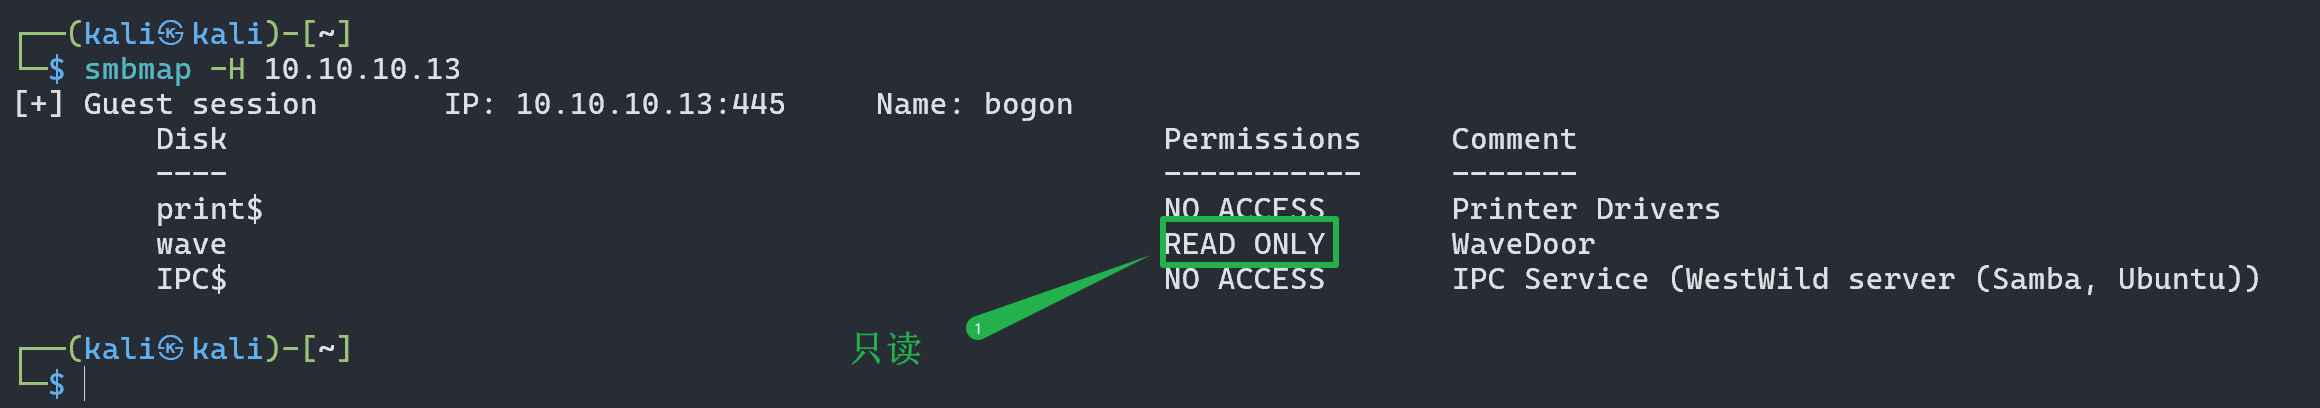 ┌──(kali㉿kali)-[~]
└─$ smbmap -H 10.10.10.13
[+] Guest session IP: 10.10.10.13:445 Name: bogon
Disk Permissions Comment
---- ----------- -------
print$ NO ACCESS Printer Drivers
wave READ ONLY WaveDoor
IPC$ NO ACCESS IPC Service (WestWild server (Samba, Ubuntu))
1
只读
┌──(kali㉿kali)-[~]
└─$